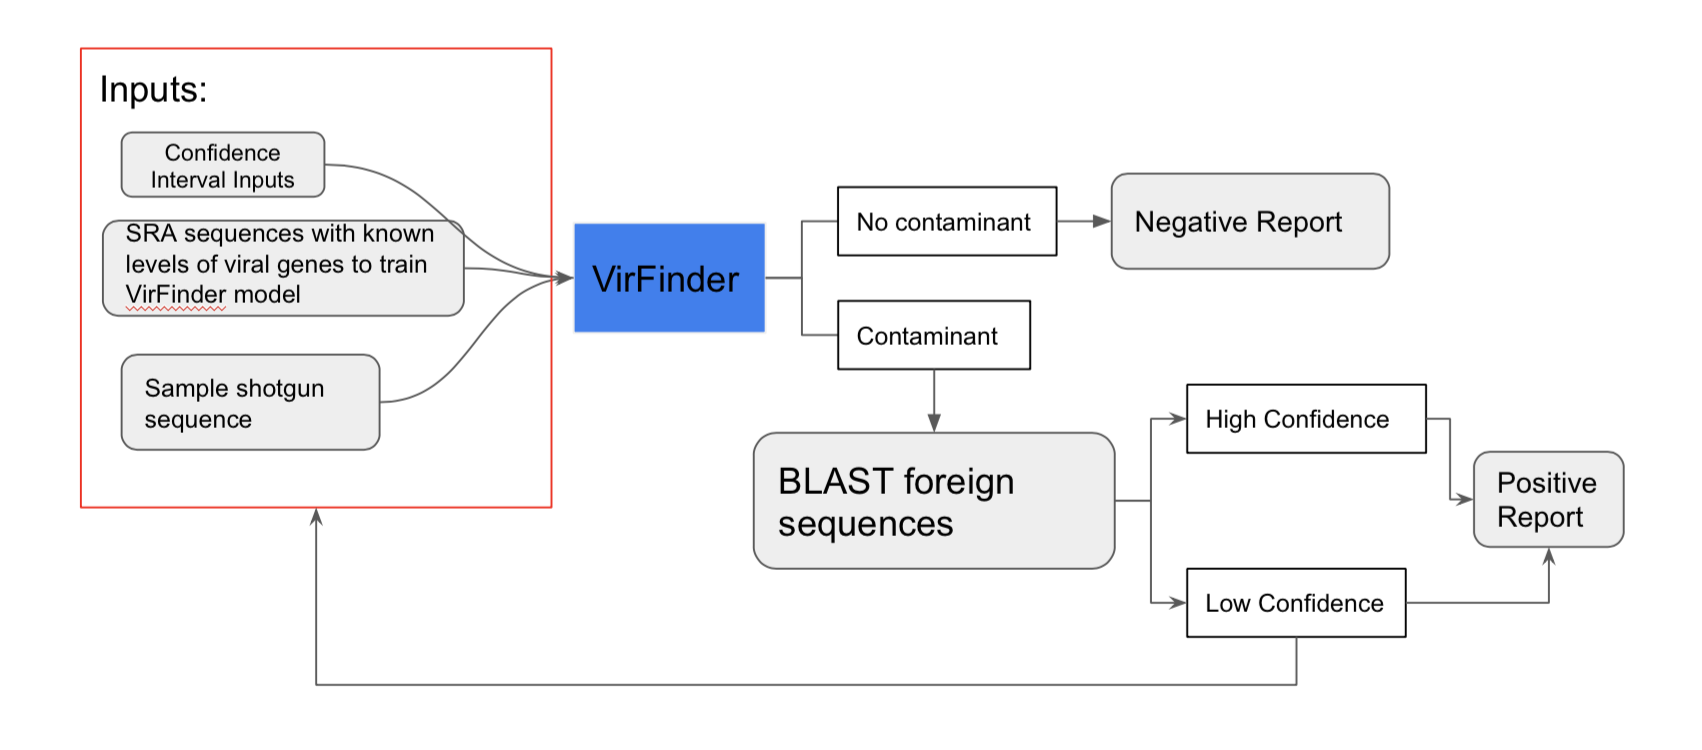 Inputs:
Confidence
Interval Inputs
SRA sequences with known
levels of viral genes to train
VirFinder model
Sample shotgun
sequence
VirFinder
No contaminant
Negative Report
Contaminant
BLAST foreign
sequences
High Confidence
Positive
Report
Low Confidence